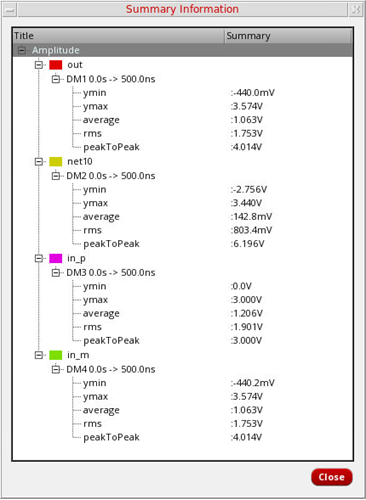 Summary Information
Title Summary
Amplitude
out
DM1 0.0s -> 500.0ns
ymin :-440.0mV
ymax :3.574V
average :1.063V
rms :1.753V
peakToPeak :4.014V
net10
DM2 0.0s -> 500.0ns
ymin :-2.756V
ymax :3.440V
average :142.8mV
rms :803.4mV
peakToPeak :6.196V
in_p
DM3 0.0s -> 500.0ns
ymin :0.0V
ymax :3.000V
average :1.206V
rms :1.901V
peakToPeak :3.000V
in_m
DM4 0.0s -> 500.0ns
ymin :-440.2mV
ymax :3.574V
average :1.063V
rms :1.753V
peakToPeak :4.014V
Close